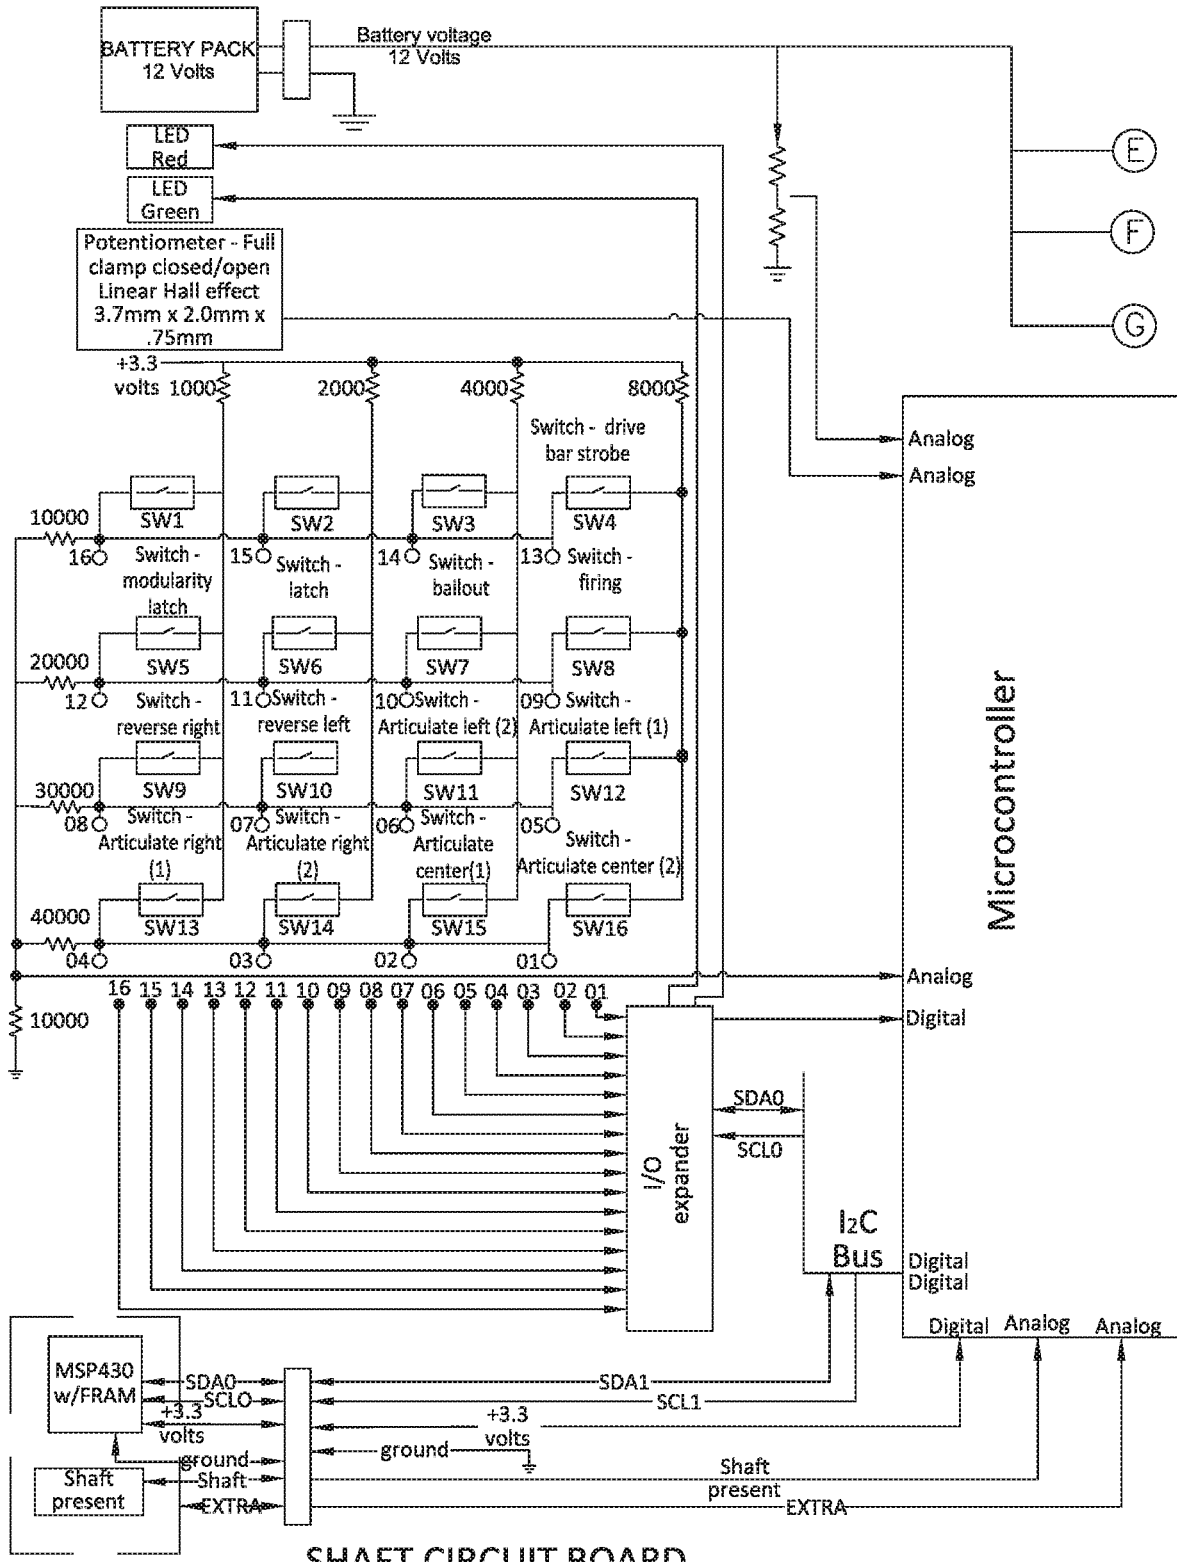 BATTERY PACK
12 Volts
Battery voltage
12 Volts
LED
Red
LED
Green
E
F
G
Potentiometer - Full
clamp closed/open
Linear Hall effect
3.7mm x 2.0mm x
.75mm
+3.3
volts
1000
2000
4000
8000
Switch - drive
bar strobe
Analog
Analog
SW1
SW2
SW3
SW4
10000
16
15
14
13
Switch -
modularity
latch
Switch -
latch
Switch -
bailout
Switch -
firing
SW5
SW6
SW7
SW8
20000
12
11
10
09
Switch -
reverse right
Switch -
reverse left
Switch -
Articulate left (2)
Switch -
Articulate left (1)
SW9
SW10
SW11
SW12
30000
08
07
06
05
Switch -
Articulate right
(1)
Switch -
Articulate right
(2)
Switch -
Articulate
center(1)
Switch -
Articulate center (2)
SW13
SW14
SW15
SW16
40000
04
03
02
01
Microcontroller
Analog
Digital
16 15 14 13 12 11 10 09 08 07 06 05 04 03 02 01
10000
I/O
expander
SDA0
SCL0
I2C
Bus
Digital
Digital
Digital
Analog
Analog
MSP430
w/FRAM
SDA0
SCLO
+3.3
volts
ground
Shaft
EXTRA
Shaft
present
SDA1
SCL1
+3.3
volts
ground
Shaft
present
EXTRA
SHAFT CIRCUIT BOARD